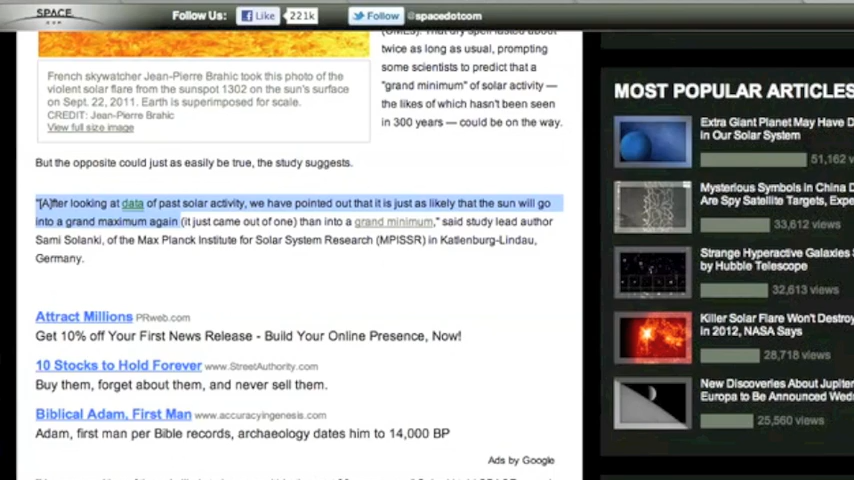 SPACE
.com
Follow Us:
Like
221k
Follow
@spacedotcom
twice as long as usual, prompting
some scientists to predict that a
"grand minimum" of solar activity —
the likes of which hasn't been seen
in 300 years — could be on the way.
French skywatcher Jean-Pierre Brahic took this photo of the
violent solar flare from the sunspot 1302 on the sun's surface
on Sept. 22, 2011. Earth is superimposed for scale.
CREDIT: Jean-Pierre Brahic
View full size image
But the opposite could just as easily be true, the study suggests.
"[A]fter looking at data of past solar activity, we have pointed out that it is just as likely that the sun will go
into a grand maximum again (it just came out of one) than into a grand minimum," said study lead author
Sami Solanki, of the Max Planck Institute for Solar System Research (MPISSR) in Katlenburg-Lindau,
Germany.
Attract Millions PRweb.com
Get 10% off Your First News Release - Build Your Online Presence, Now!
10 Stocks to Hold Forever www.StreetAuthority.com
Buy them, forget about them, and never sell them.
Biblical Adam, First Man www.accuracyingenesis.com
Adam, first man per Bible records, archaeology dates him to 14,000 BP
Ads by Google
MOST POPULAR ARTICLES
Extra Giant Planet May Have D
in Our Solar System
51,162 v
Mysterious Symbols in China D
Are Spy Satellite Targets, Exper
33,612 views
Strange Hyperactive Galaxies S
by Hubble Telescope
32,613 views
Killer Solar Flare Won't Destroy
in 2012, NASA Says
28,718 views
New Discoveries About Jupiter
Europa to Be Announced Wedn
25,560 views